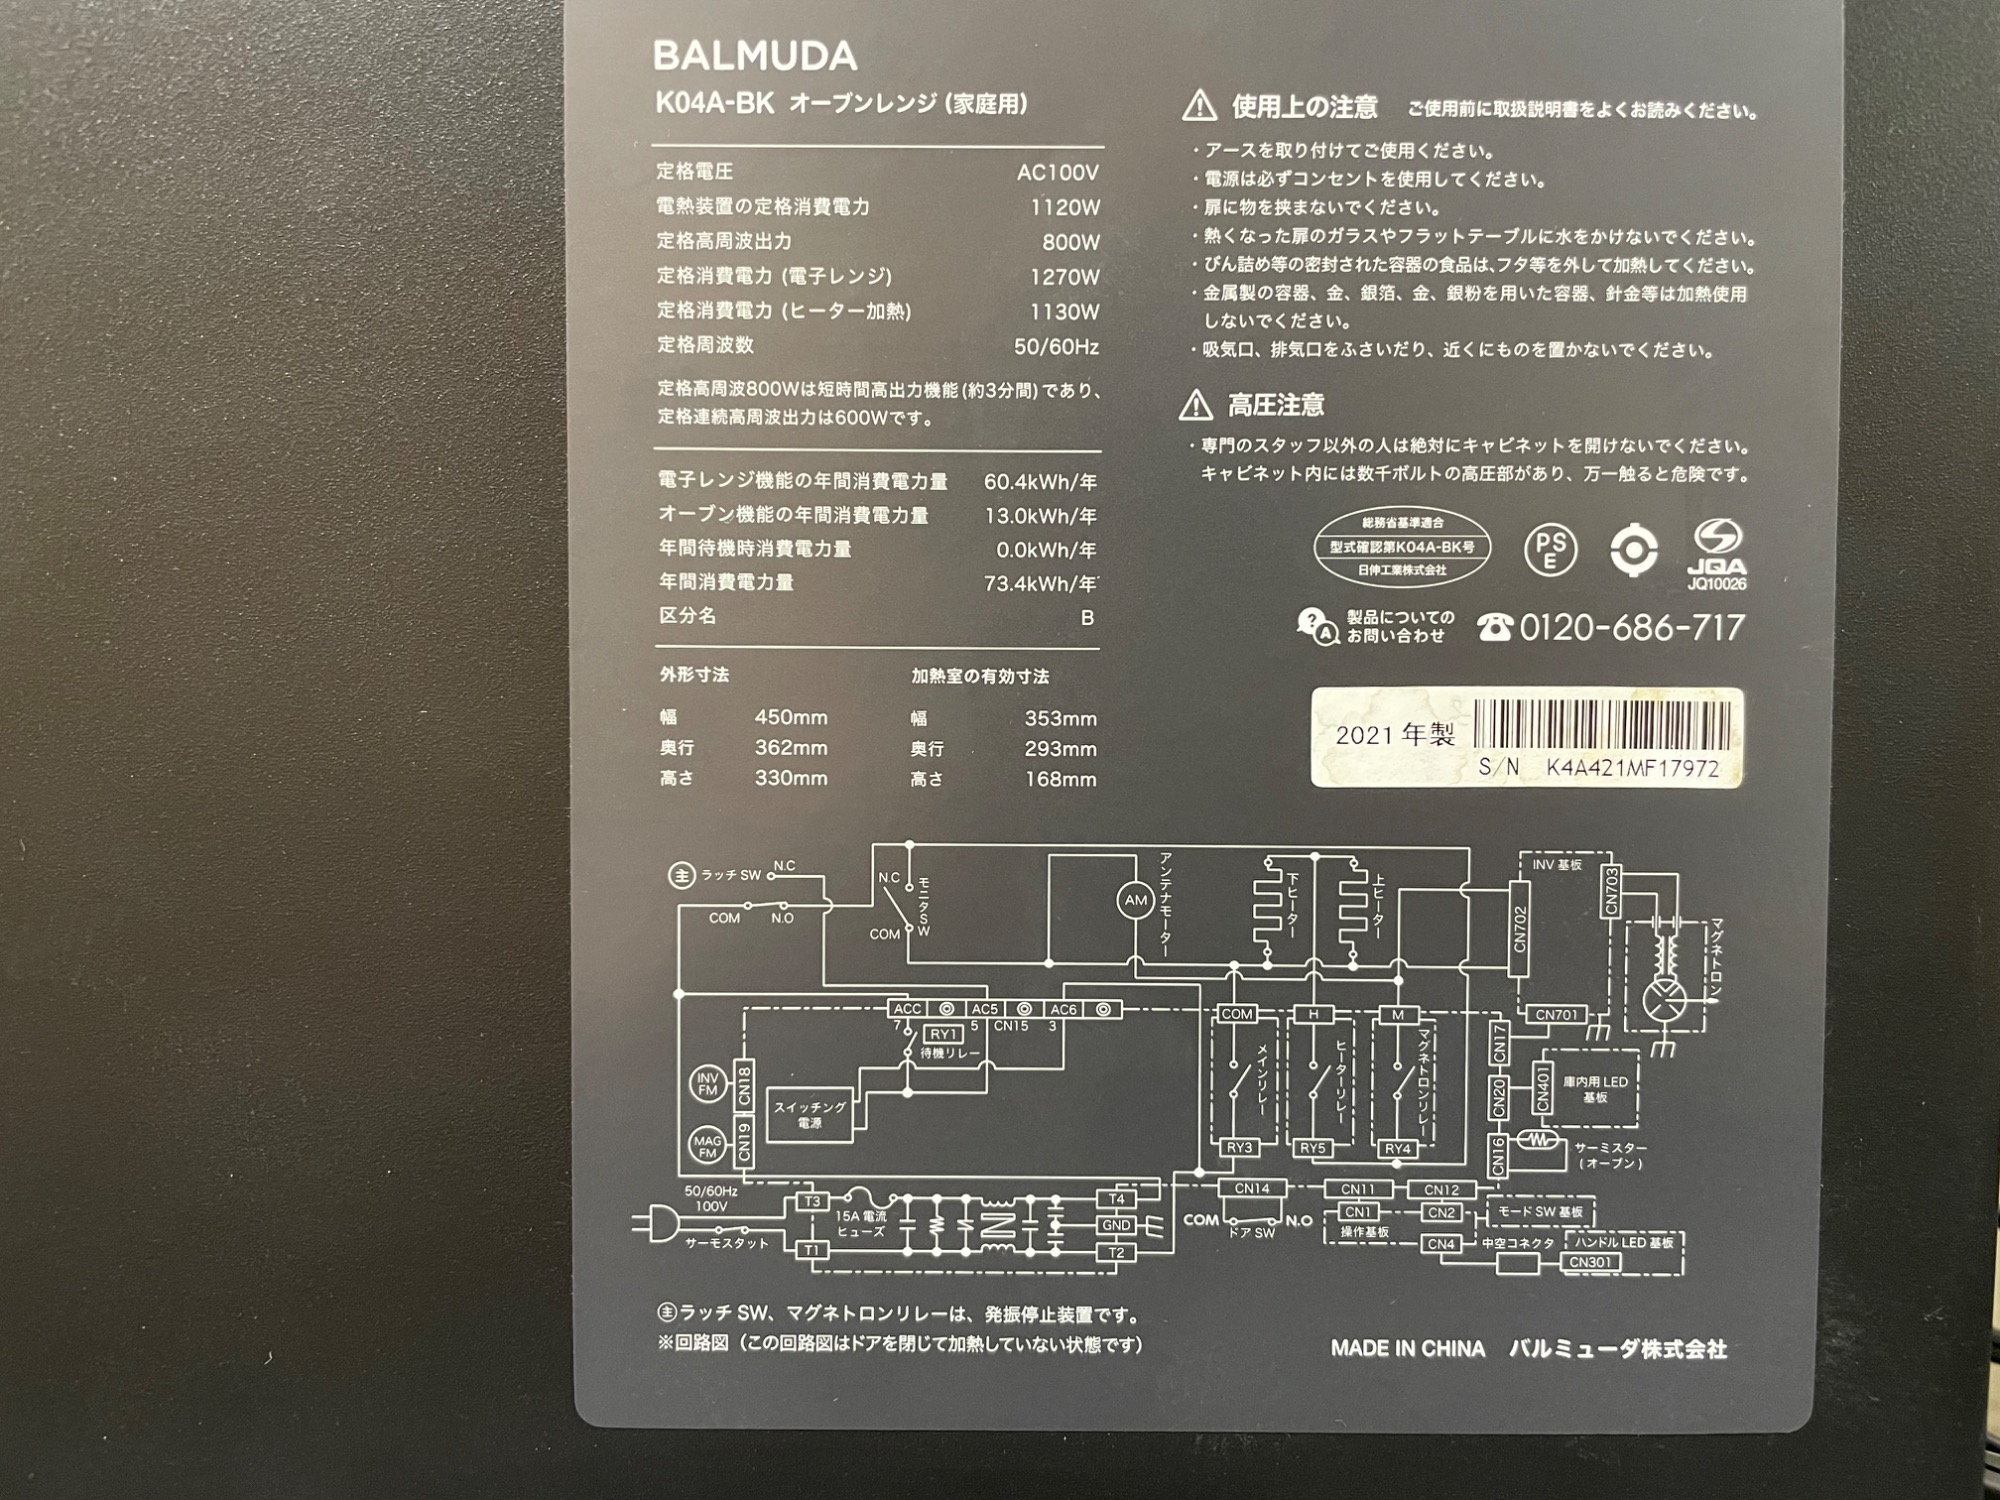 BALMUDA
K04A-BK オーブンレンジ (家庭用)
定格電圧 AC100V
電熱装置の定格消費電力 1120W
定格高周波出力 800W
定格消費電力 (電子レンジ) 1270W
定格消費電力 (ヒーター加熱) 1130W
定格周波数 50/60Hz
定格高周波800Wは短時間高出力機能 (約3分間) であり、
定格連続高周波出力は600Wです。
電子レンジ機能の年間消費電力量 60.4kWh/年
オーブン機能の年間消費電力量 13.0kWh/年
年間待機時消費電力量 0.0kWh/年
年間消費電力量 73.4kWh/年
区分名 B
外形寸法 加熱室の有効寸法
幅 450mm 幅 353mm
奥行 362mm 奥行 293mm
高さ 330mm 高さ 168mm
使用上の注意 ご使用前に取扱説明書をよくお読みください。
・アースを取り付けてご使用ください。
・電源は必ずコンセントを使用してください。
・扉に物を挟まないでください。
・熱くなった扉のガラスやフラットテーブルに水をかけないでください。
・びん詰め等の密封された容器の食品は、フタ等を外して加熱してください。
・金属製の容器、金、銀箔、金、銀粉を用いた容器、針金等は加熱使用
しないでください。
・吸気口、排気口をふさいだり、近くにものを置かないでください。
高圧注意
・専門のスタッフ以外の人は絶対にキャビネットを開けないでください。
キャビネット内には数千ボルトの高圧部があり、万一触ると危険です。
総務省基準適合
型式確認第K04A-BK号
日伸工業株式会社
PS
E
JQA
JQ10026
?
A
製品についての
お問い合わせ
0120-686-717
2021 年製
S/N K4A421MF17972
主 ラッチ SW N.C
COM N.O
N.C
モニタSW
COM
AM
アンテナモーター
下ヒーター
上ヒーター
INV 基板
CN702
CN703
マグネトロン
CN701
ACC AC5 AC6
7 5 CN15 3
RY1
待機リレー
スイッチング
電源
INV
FM
CN18
MAG
FM
CN19
COM H M
メインリレー
ヒーターリレー
マグネトロンリレー
RY3 RY5 RY4
CN17
CN20
CN16
CN401
庫内用 LED
基板
サーミスター
(オーブン)
50/60Hz
100V
サーモスタット
T3
T1
15A 電流
ヒューズ
T4
GND
T2
CN14
COM N.O
ドア SW
CN11 CN12
CN1 CN2
操作基板
CN4
モード SW 基板
中空コネクタ
ハンドル LED 基板
CN301
主ラッチ SW、マグネトロンリレーは、発振停止装置です。
※回路図 (この回路図はドアを閉じて加熱していない状態です)
MADE IN CHINA バルミューダ株式会社